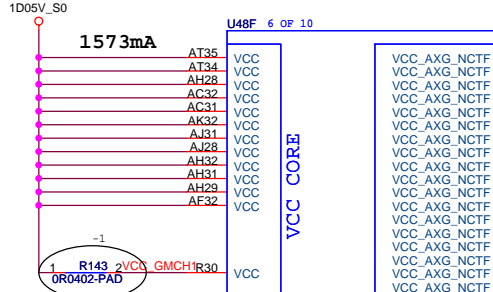 1D05V_S0
U48F 6 OF 10
1573mA
AT35 VCC VCC_AXG_NCTF
AT34 VCC VCC_AXG_NCTF
AH28 VCC VCC_AXG_NCTF
AC32 VCC VCC_AXG_NCTF
AC31 VCC VCC_AXG_NCTF
AK32 VCC VCC_AXG_NCTF
AJ31 VCC VCC_AXG_NCTF
AJ28 VCC VCC_AXG_NCTF
AH32 VCC VCC_AXG_NCTF
AH31 VCC VCC_AXG_NCTF
AH29 VCC VCC_AXG_NCTF
AF32 VCC VCC_AXG_NCTF
VCC CORE
VCC_AXG_NCTF
VCC_AXG_NCTF
-1
VCC_AXG_NCTF
VCC_AXG_NCTF
1 R143 2 VCC_GMCH1 R30 VCC VCC_AXG_NCTF
0R0402-PAD VCC_AXG_NCTF